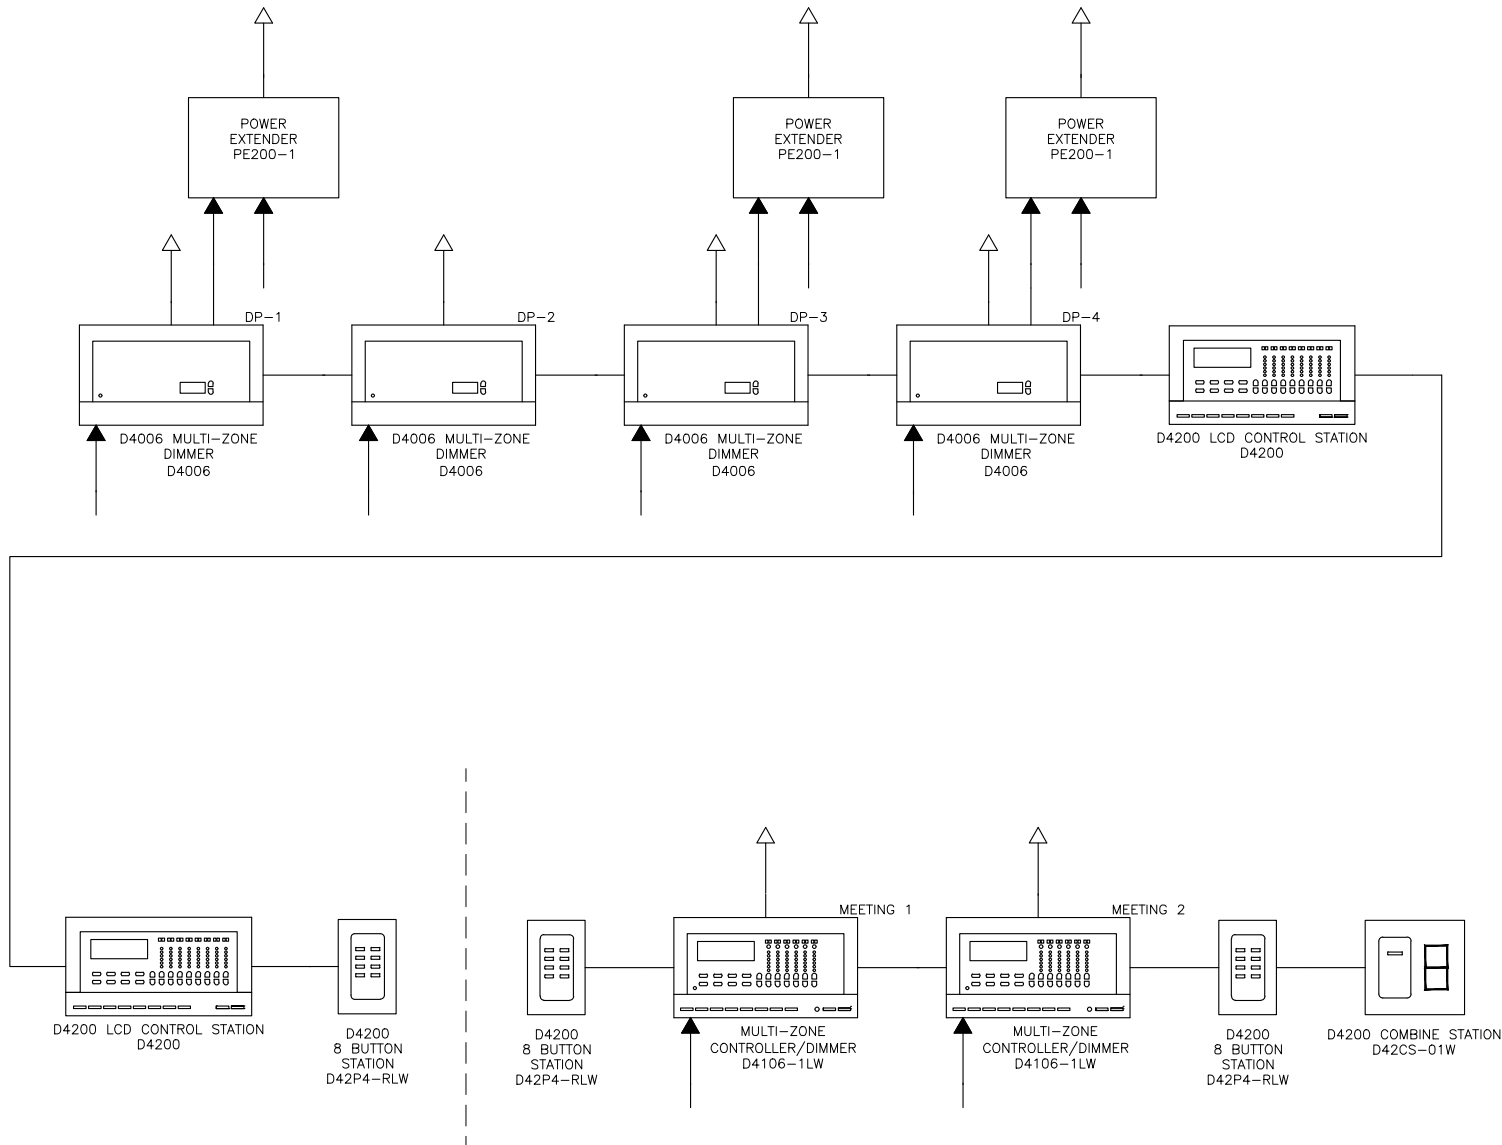 POWER
EXTENDER
PE200-1
POWER
EXTENDER
PE200-1
POWER
EXTENDER
PE200-1
DP-1
DP-2
DP-3
DP-4
D4006 MULTI-ZONE
DIMMER
D4006
D4006 MULTI-ZONE
DIMMER
D4006
D4006 MULTI-ZONE
DIMMER
D4006
D4006 MULTI-ZONE
DIMMER
D4006
D4200 LCD CONTROL STATION
D4200
MEETING 1
MEETING 2
D4200 LCD CONTROL STATION
D4200
D4200
8 BUTTON
STATION
D42P4-RLW
D4200
8 BUTTON
STATION
D42P4-RLW
MULTI-ZONE
CONTROLLER/DIMMER
D4106-1LW
MULTI-ZONE
CONTROLLER/DIMMER
D4106-1LW
D4200
8 BUTTON
STATION
D42P4-RLW
D4200 COMBINE STATION
D42CS-01W